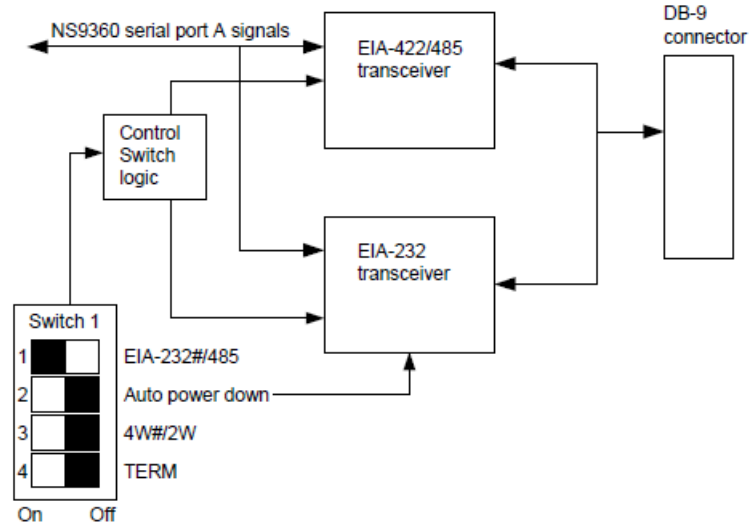 DB-9
connector
NS9360 serial port A signals
EIA-422/485
transceiver
Control
Switch
logic
EIA-232
transceiver
Switch 1
1
EIA-232#/485
2
Auto power down
3
4W#/2W
4
TERM
On
Off